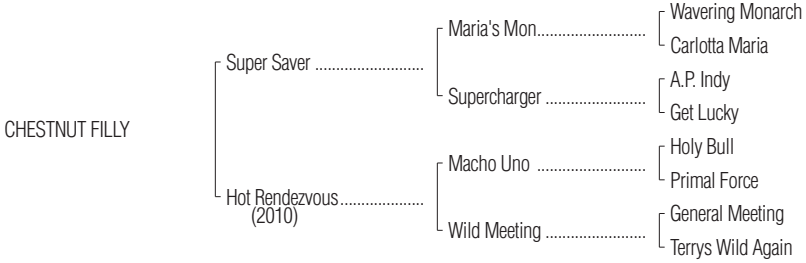 Wavering Monarch
Maria's Mon
Carlotta Maria
Super Saver
A.P. Indy
Supercharger
Get Lucky
CHESTNUT FILLY
Holy Bull
Macho Uno
Primal Force
Hot Rendezvous
(2010)
General Meeting
Wild Meeting
Terrys Wild Again